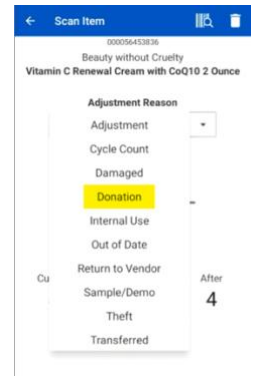 Scan Item
000056453836
Beauty without Cruelty
Vitamin C Renewal Cream with CoQ10 2 Ounce
Adjustment Reason
Adjustment
Cycle Count
Damaged
Donation
Internal Use
Out of Date
Return to Vendor
Cu
After
Sample/Demo
4
Theft
Transferred